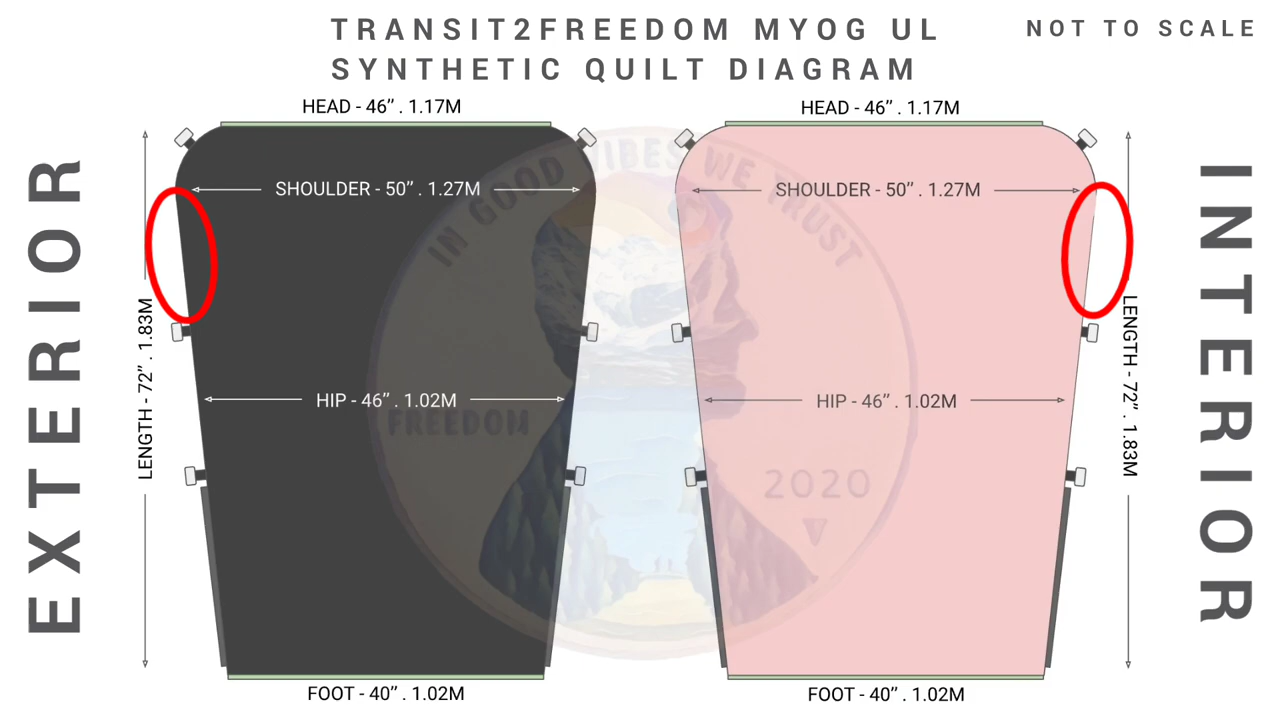 TRANSIT2FREEDOM MYOG UL
SYNTHETIC QUILT DIAGRAM
NOT TO SCALE
EXTERIOR
HEAD - 46” . 1.17M
SHOULDER - 50” . 1.27M
LENGTH - 72” . 1.83M
HIP - 46” . 1.02M
FOOT - 40” . 1.02M
HEAD - 46” . 1.17M
SHOULDER - 50” . 1.27M
LENGTH - 72” . 1.83M
HIP - 46” . 1.02M
FOOT - 40” . 1.02M
INTERIOR
IN GOOD VIBES WE TRUST
FREEDOM
2020